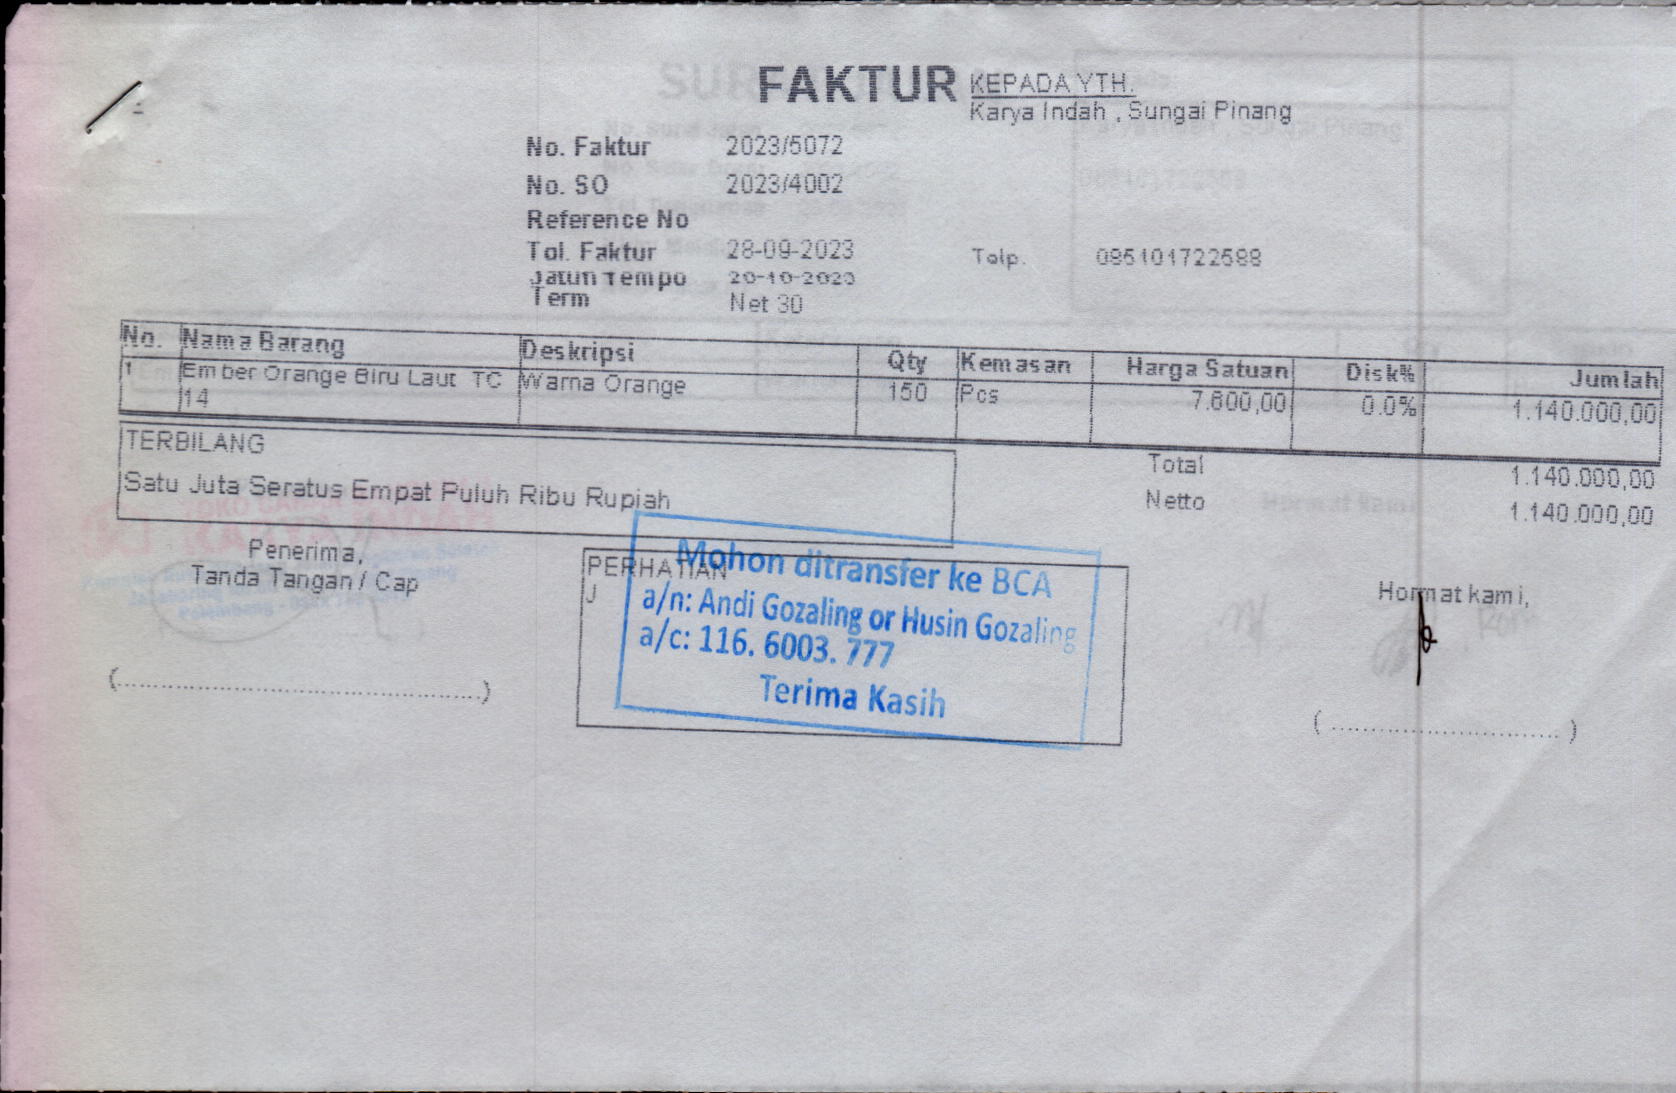 FAKTUR
KEPADA YTH.
Karya Indah , Sungai Pinang
No. Faktur 2023/5072
No. SO 2023/4002
Reference No
Tgl. Faktur 28-09-2023
Telp. 085101722588
Jatuh Tempo
Term Net 30
No. Nama Barang Deskripsi Qty Kemasan Harga Satuan Disk% Jumlah
1 Ember Orange Biru Laut TC Warna Orange 150 Pcs 7.600,00 0.0% 1.140.000,00
14
TERBILANG
Satu Juta Seratus Empat Puluh Ribu Rupiah
Total 1.140.000,00
Netto 1.140.000,00
Penerima,
Tanda Tangan / Cap
(........................................)
PERHATIAN
J
Mohon ditransfer ke BCA
a/n: Andi Gozaling or Husin Gozaling
a/c: 116. 6003. 777
Terima Kasih
Hormat kami,
(..........................)
KARYA INDAH